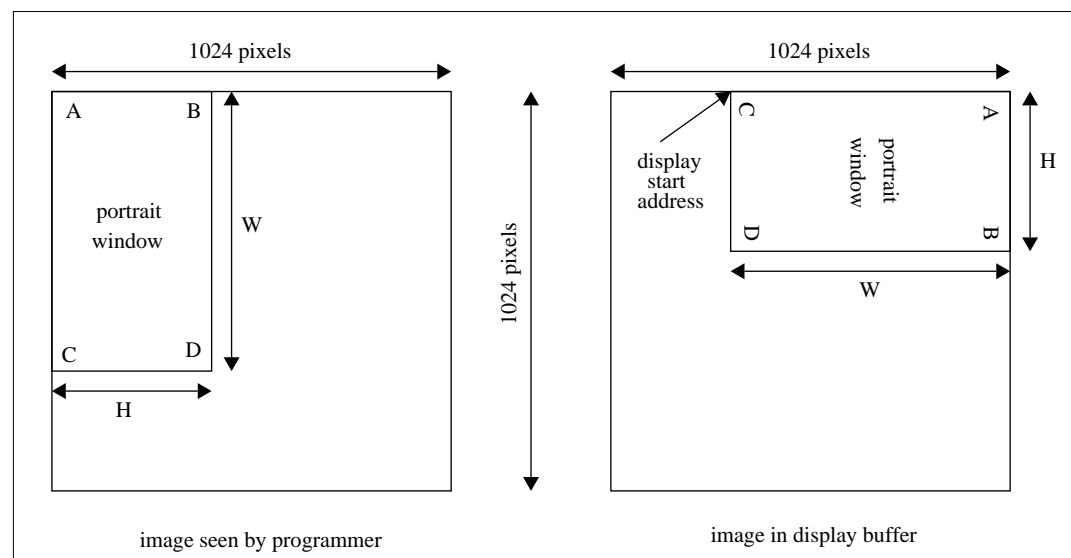 1024 pixels
A
B
portrait
window
W
C
D
H
image seen by programmer
1024 pixels
1024 pixels
C
A
display
start
address
portrait
window
H
D
B
W
image in display buffer